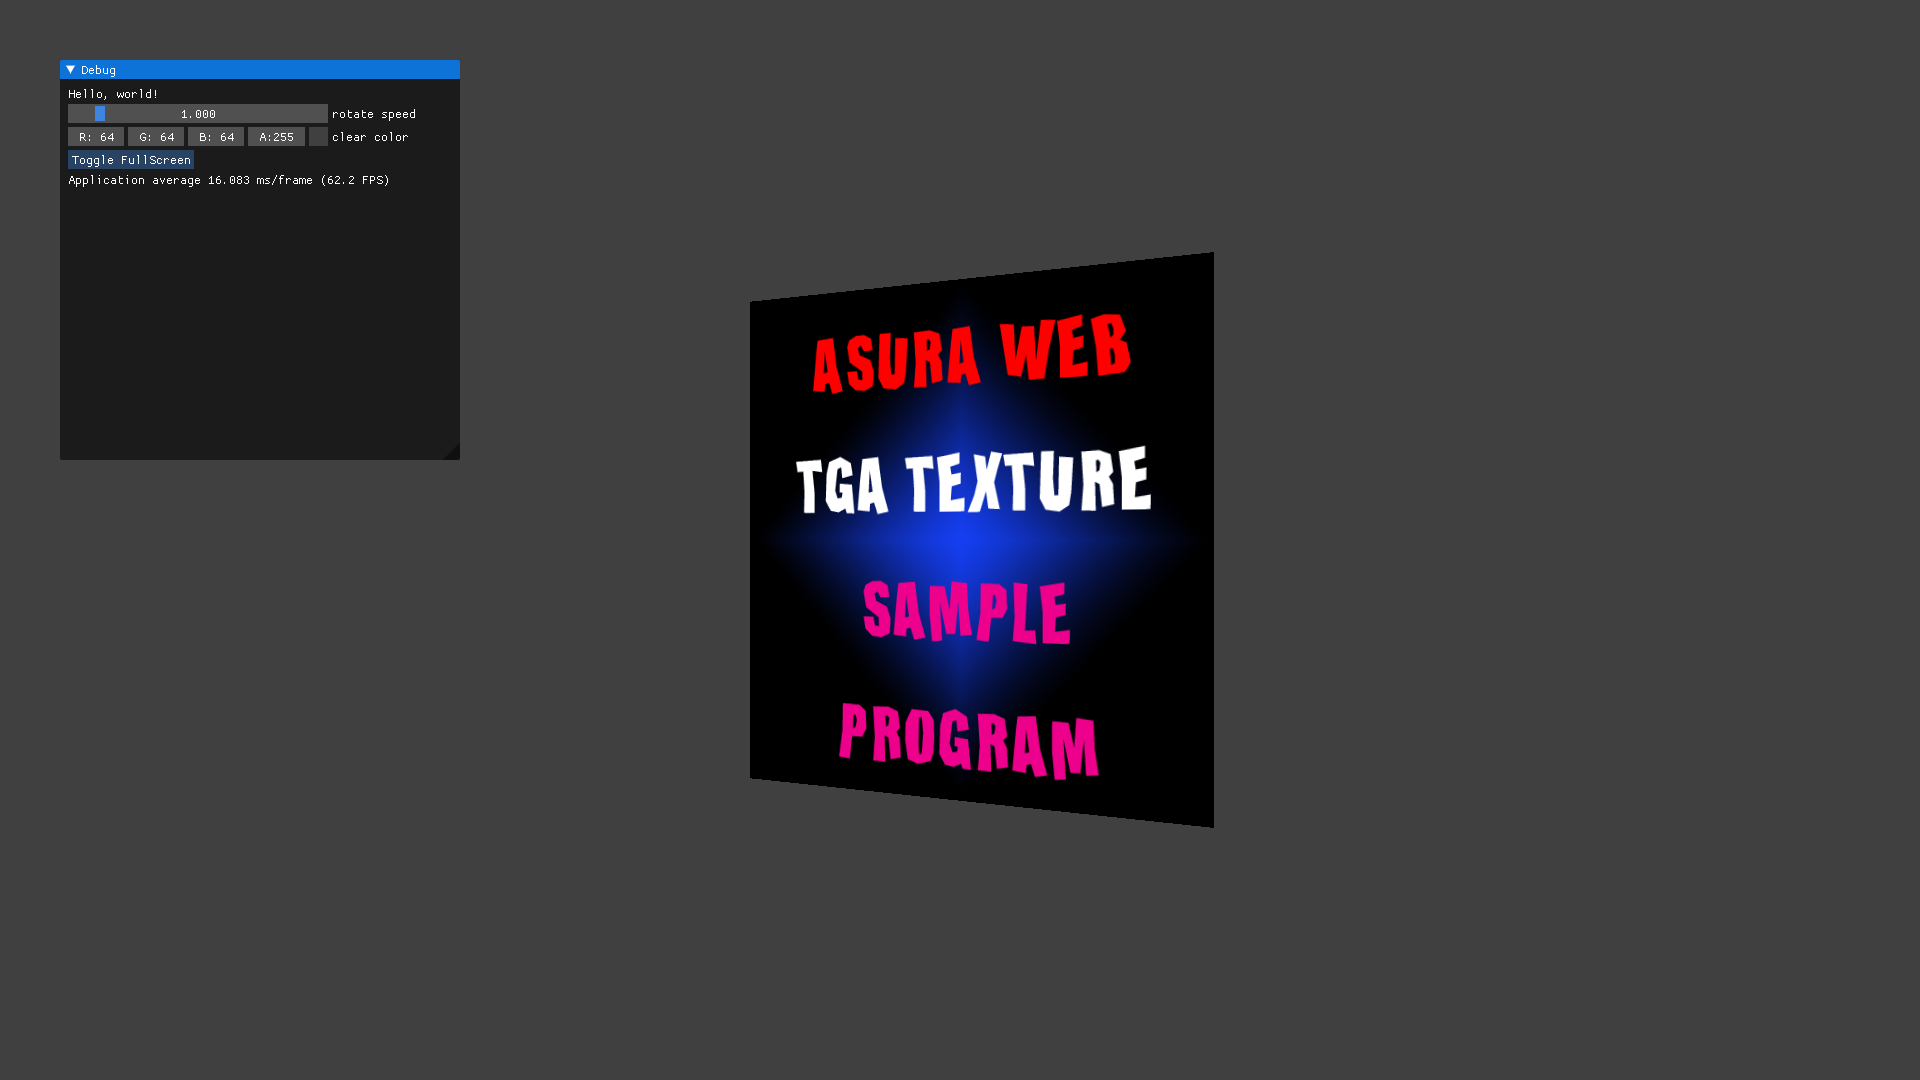 Debug
Hello, world!
1.000 rotate speed
R: 64 G: 64 B: 64 A:255 clear color
Toggle FullScreen
Application average 16.083 ms/frame (62.2 FPS)
ASURA WEB
TGA TEXTURE
SAMPLE
PROGRAM